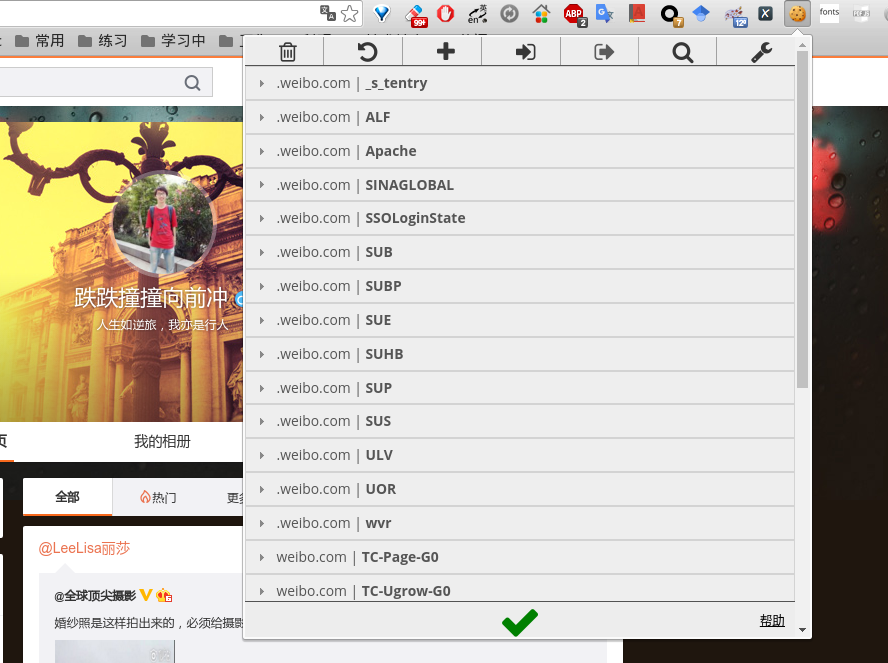 99+
en
ABP
2
G
7
12
fonts
常用
练习
学习中
.weibo.com | _s_tentry
.weibo.com | ALF
.weibo.com | Apache
.weibo.com | SINAGLOBAL
.weibo.com | SSOLoginState
.weibo.com | SUB
.weibo.com | SUBP
.weibo.com | SUE
.weibo.com | SUHB
.weibo.com | SUP
.weibo.com | SUS
.weibo.com | ULV
.weibo.com | UOR
.weibo.com | wvr
weibo.com | TC-Page-G0
weibo.com | TC-Ugrow-G0
帮助
跌跌撞撞向前冲
人生如逆旅，我亦是行人
页
我的相册
全部
热门
更多
@LeeLisa丽莎
@全球顶尖摄影
婚纱照是这样拍出来的，必须给摄影